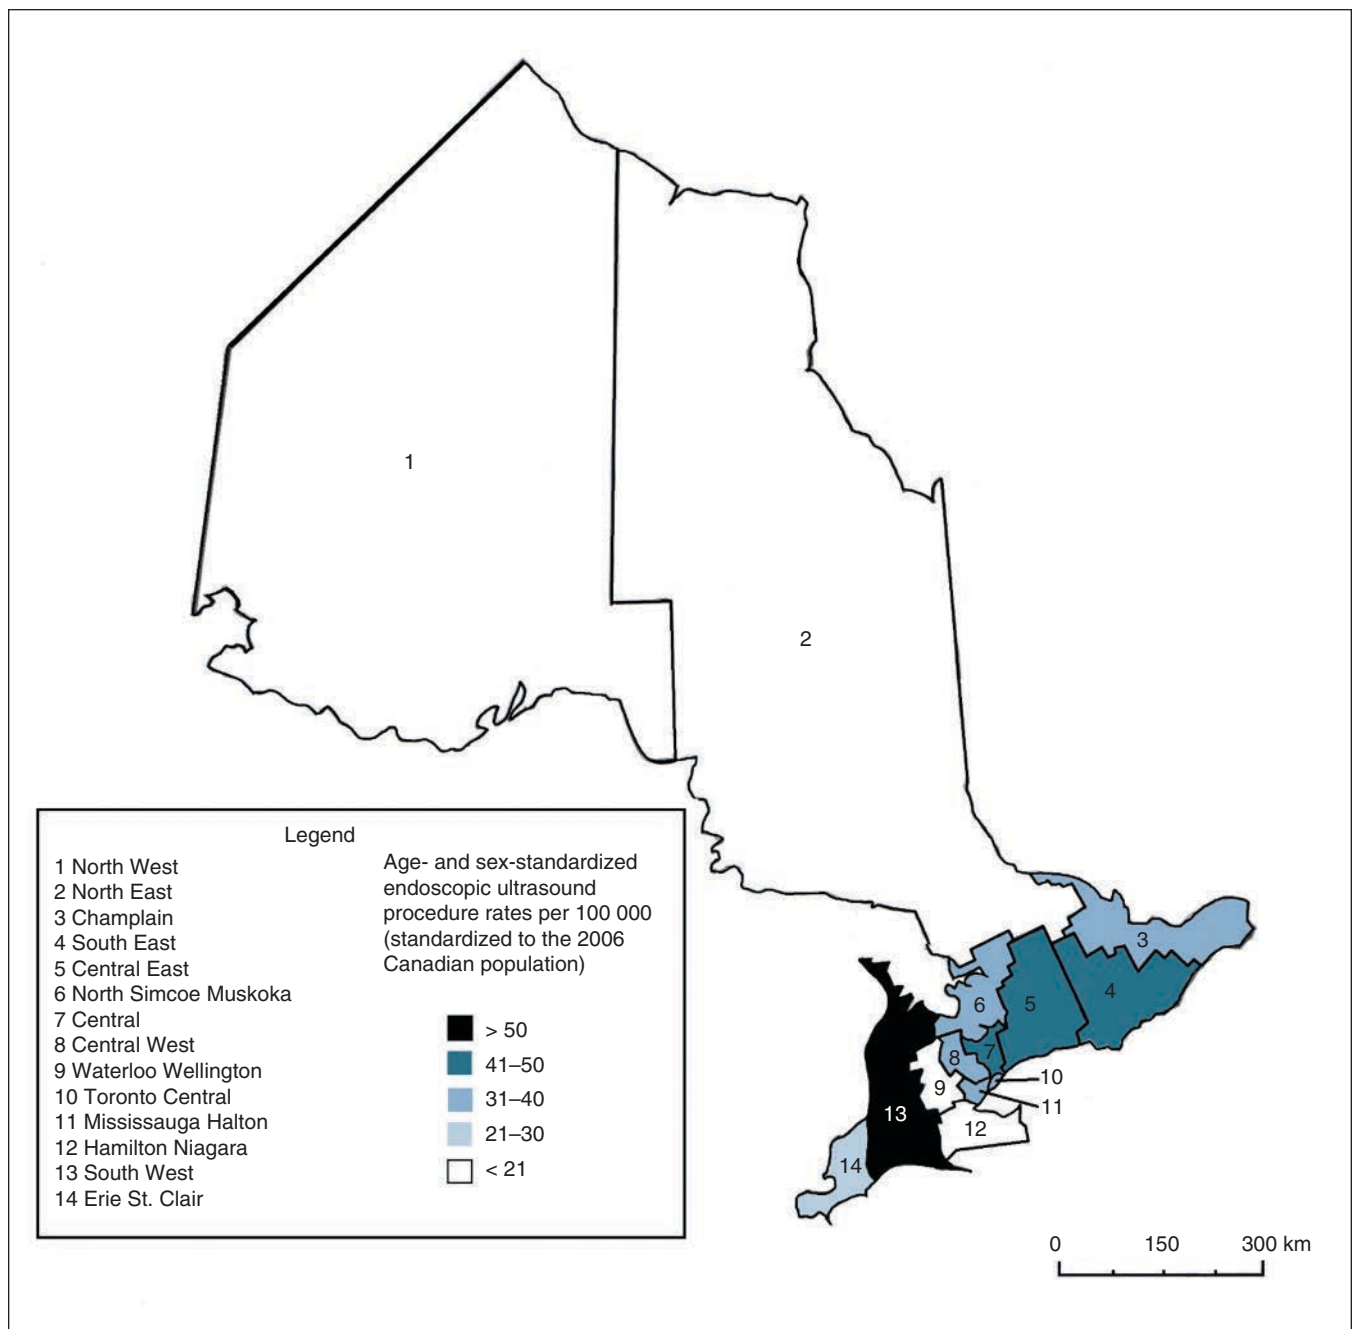 1
2
3
4
5
6
7
8
9
10
11
12
13
14
Legend
1 North West
2 North East
3 Champlain
4 South East
5 Central East
6 North Simcoe Muskoka
7 Central
8 Central West
9 Waterloo Wellington
10 Toronto Central
11 Mississauga Halton
12 Hamilton Niagara
13 South West
14 Erie St. Clair
Age- and sex-standardized
endoscopic ultrasound
procedure rates per 100 000
(standardized to the 2006
Canadian population)
> 50
41–50
31–40
21–30
< 21
0 150 300 km